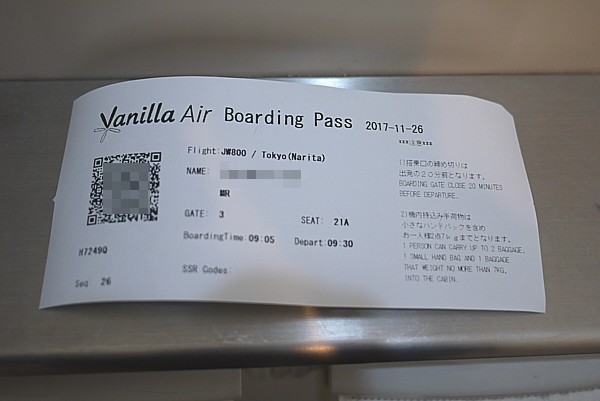 Vanilla Air Boarding Pass 2017-11-26
***注意***
Flight: JW800 / Tokyo(Narita)
NAME:
MR
GATE: 3 SEAT: 21A
BoardingTime:09:05 Depart:09:30
SSR Codes:
H7249Q
Seq 26
1)搭乗口の締め切りは
出発の20分前となります。
BOARDING GATE CLOSE 20 MINUTES
BEFORE DEPARTURE.
2)機内持込み手荷物は
小さなハンドバックを含め
お一人様2点7kgまでとなります。
1 PERSON CAN CARRY UP TO 2 BAGGAGE.
1 SMALL HAND BAG AND 1 BAGGAGE
THAT WEIGHT NO MORE THAN 7KG.
INTO THE CABIN.